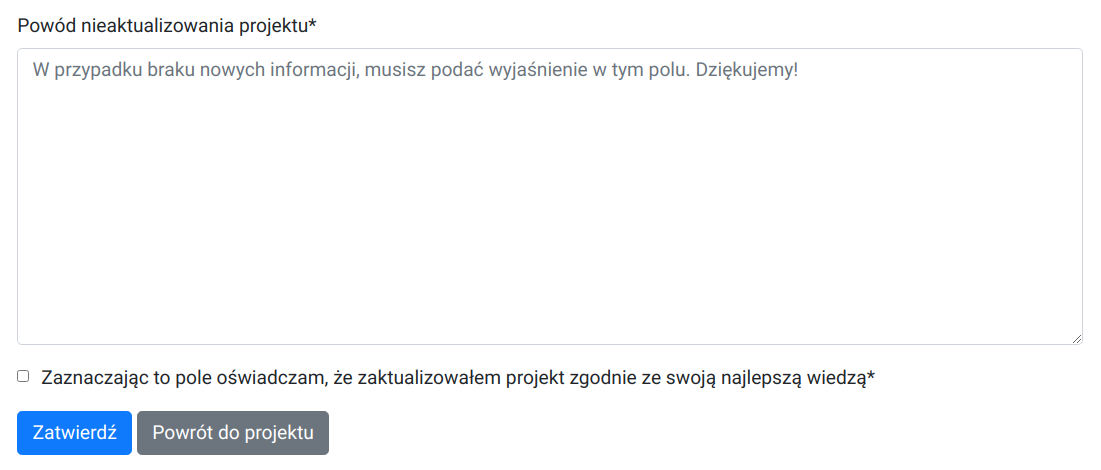 Powód nieaktualizowania projektu*
W przypadku braku nowych informacji, musisz podać wyjaśnienie w tym polu. Dziękujemy!
Zaznaczając to pole oświadczam, że zaktualizowałem projekt zgodnie ze swoją najlepszą wiedzą*
Zatwierdź Powrót do projektu